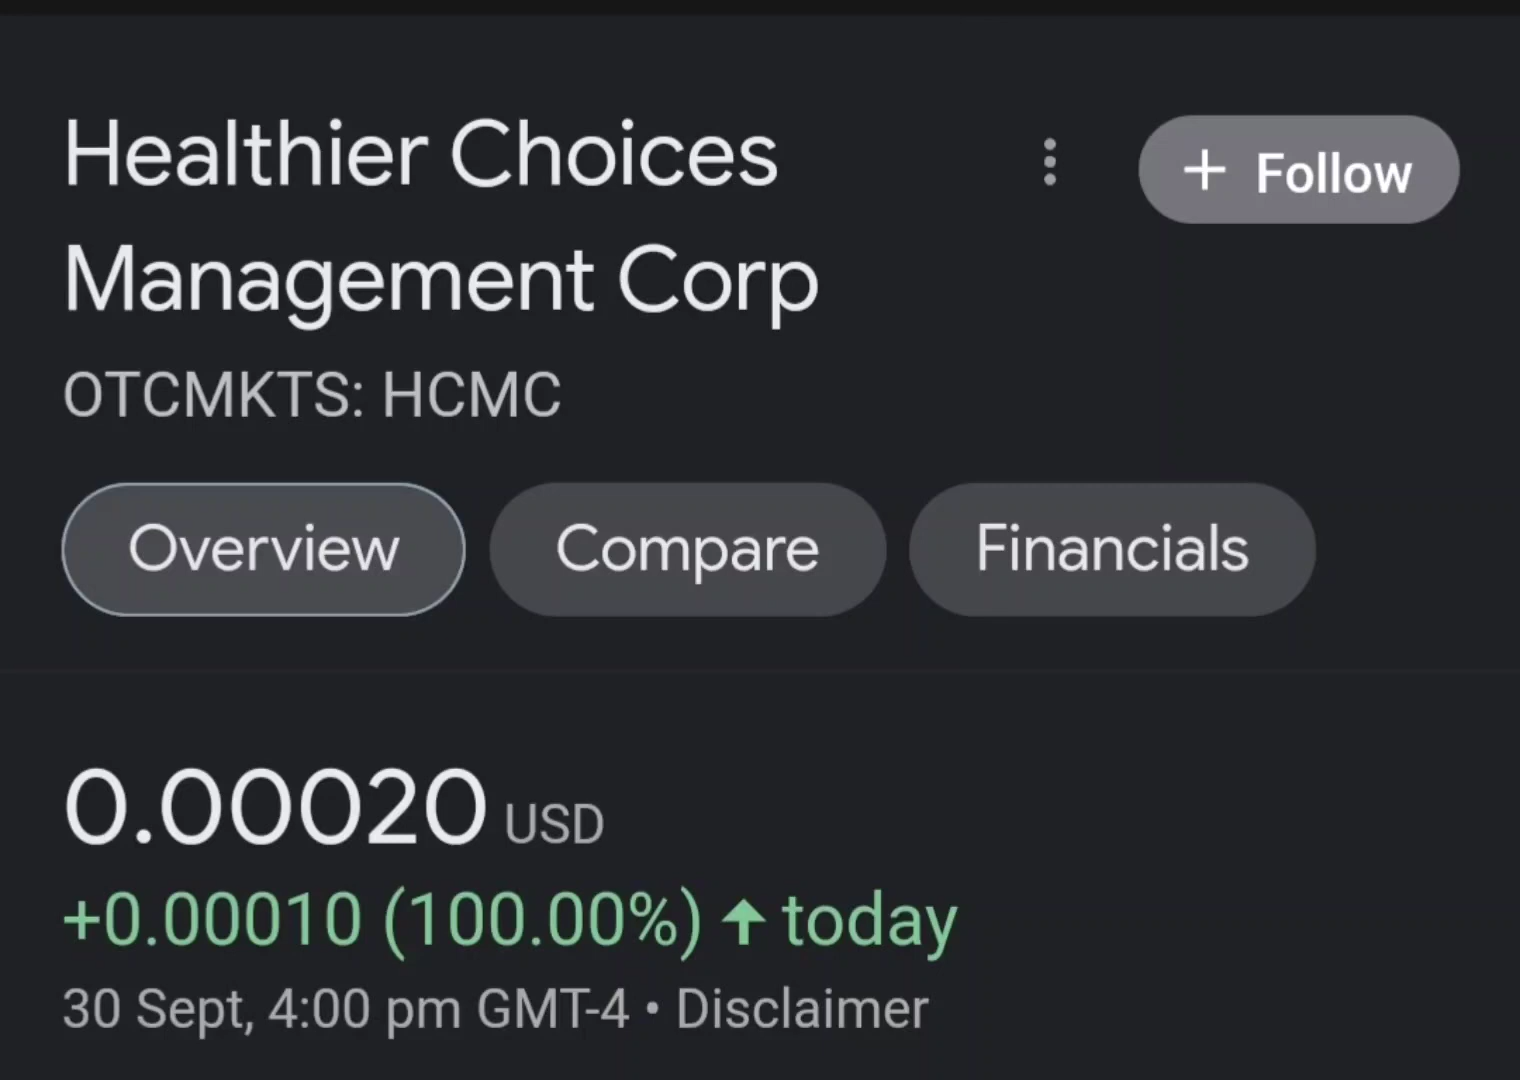 Healthier Choices
Management Corp
+ Follow
OTCMKTS: HCMC
Overview Compare Financials
0.00020 USD
+0.00010 (100.00%) ↑ today
30 Sept, 4:00 pm GMT-4 • Disclaimer